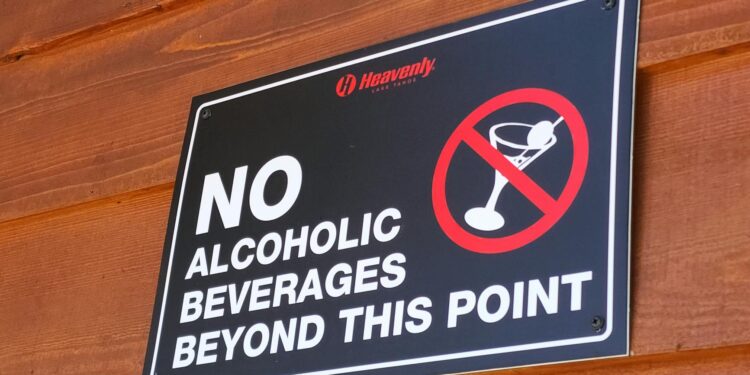 Heavenly
LAKE TAHOE
NO
ALCOHOLIC
BEVERAGES
BEYOND THIS POINT